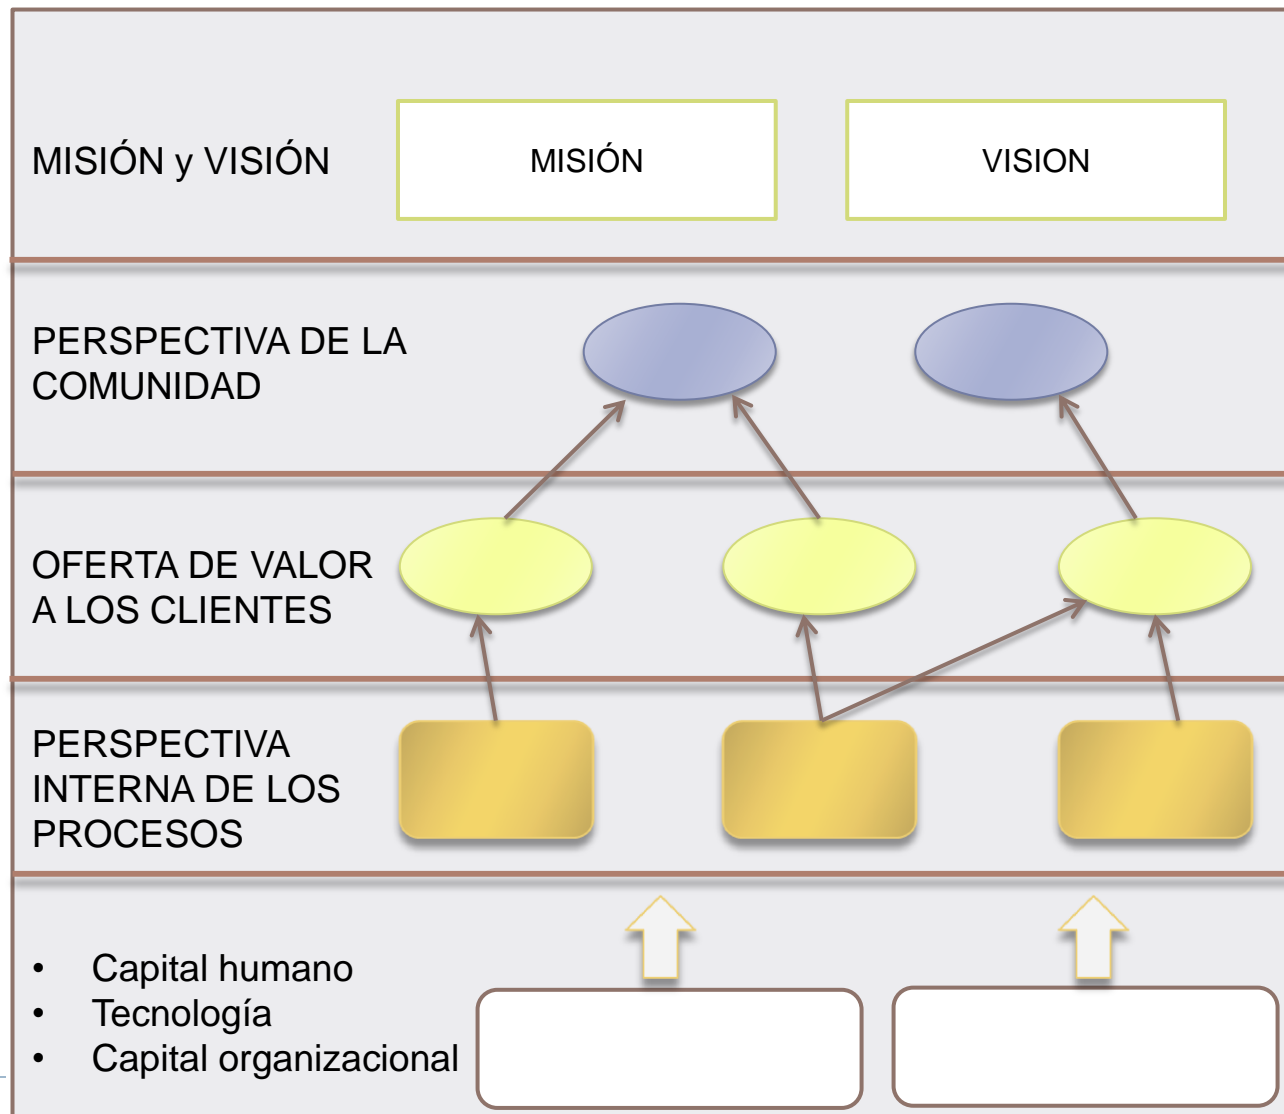 MISIÓN y VISIÓN
MISIÓN
VISION
PERSPECTIVA DE LA
COMUNIDAD
OFERTA DE VALOR
A LOS CLIENTES
PERSPECTIVA
INTERNA DE LOS
PROCESOS
• Capital humano
• Tecnología
• Capital organizacional